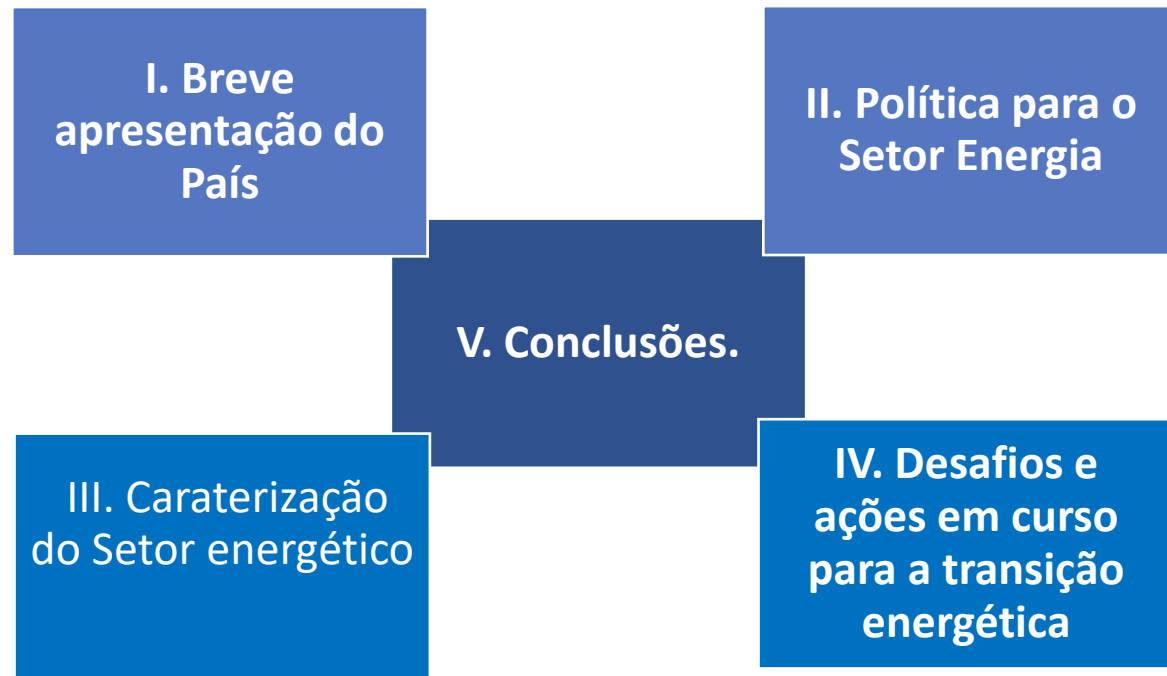 I. Breve
apresentação do
País
II. Política para o
Setor Energia
V. Conclusões.
III. Caraterização
do Setor energético
IV. Desafios e
ações em curso
para a transição
energética